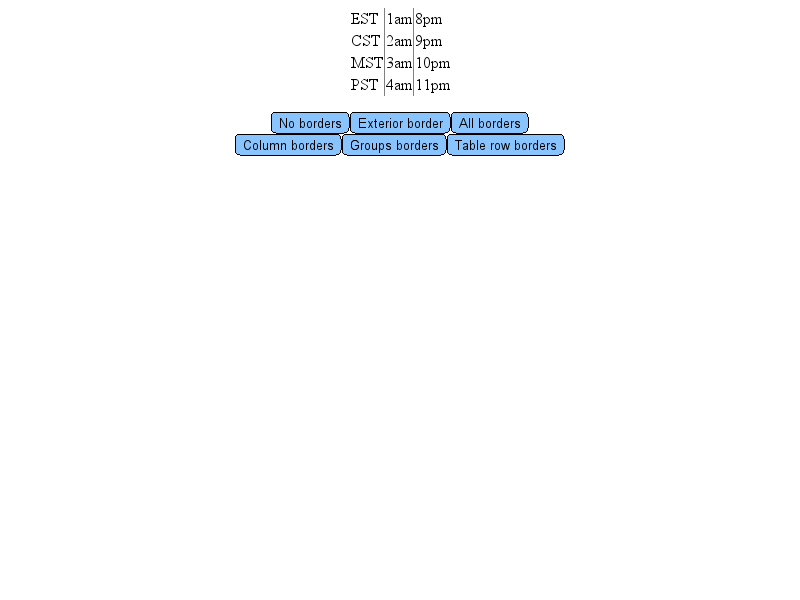 EST 1am 8pm
CST 2am 9pm
MST 3am 10pm
PST 4am 11pm
No borders Exterior border All borders
Column borders Groups borders Table row borders